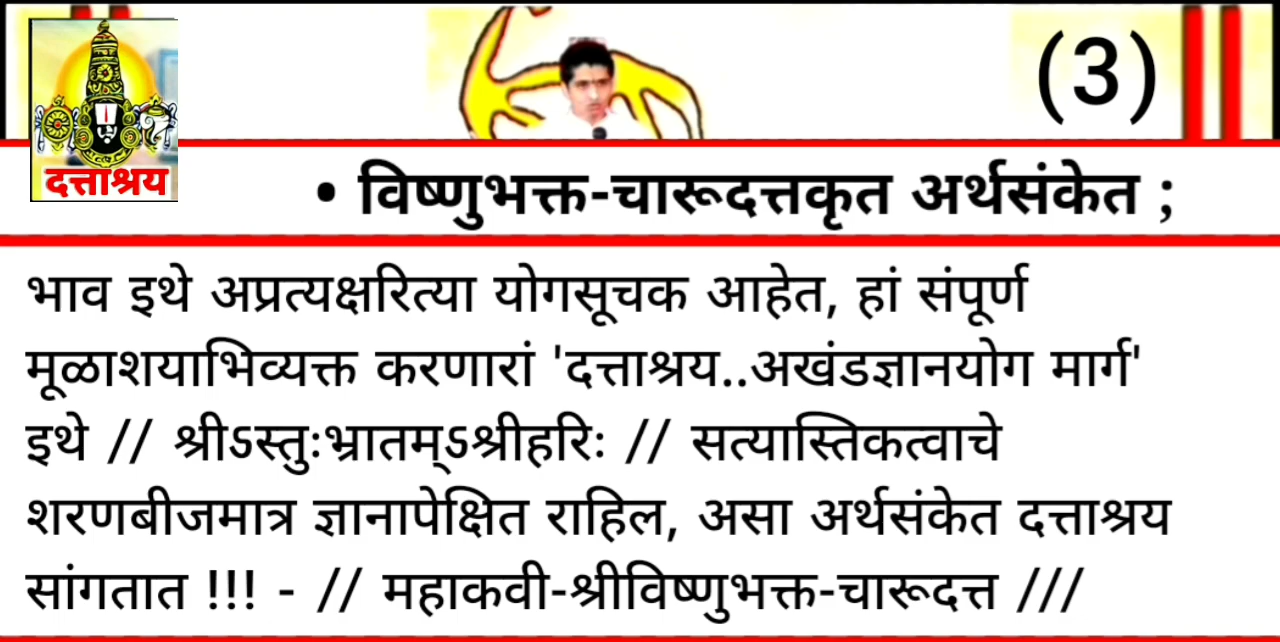 (3)
दत्ताश्रय
• विष्णुभक्त-चारूदत्तकृत अर्थसंकेत ;
भाव इथे अप्रत्यक्षरित्या योगसूचक आहेत, हां संपूर्ण
मूळाशयाभिव्यक्त करणारां 'दत्ताश्रय..अखंडज्ञानयोग मार्ग'
इथे // श्रीऽस्तुःभ्रातम्ऽश्रीहरिः // सत्यास्तिकत्वाचे
शरणबीजमात्र ज्ञानापेक्षित राहिल, असा अर्थसंकेत दत्ताश्रय
सांगतात !!! - // महाकवी-श्रीविष्णुभक्त-चारूदत्त ///